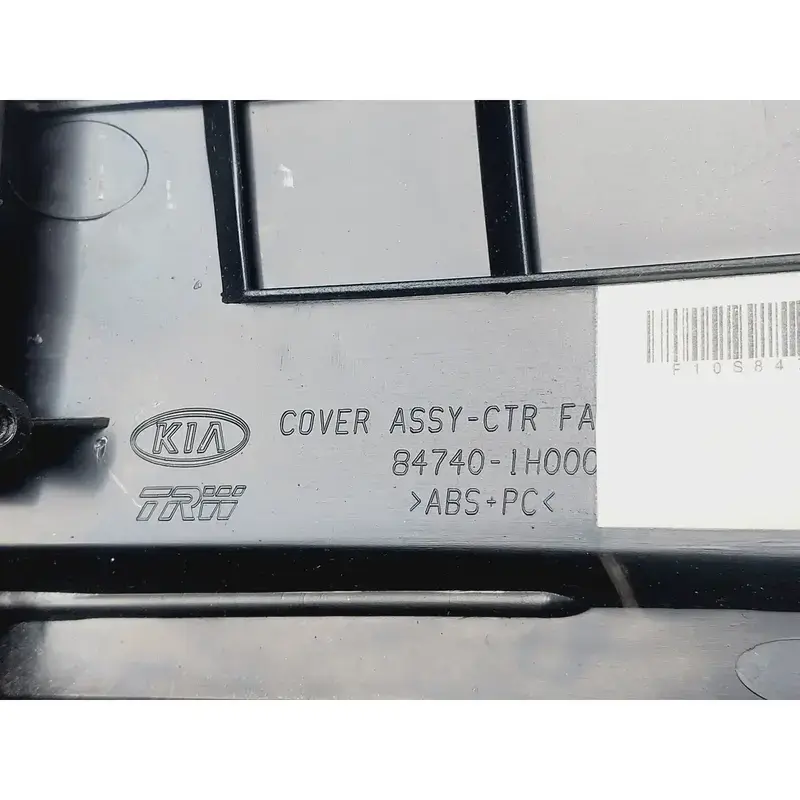 F10S84
KIA
COVER ASSY-CTR FA
84740-1H000
TRW
>ABS+PC<